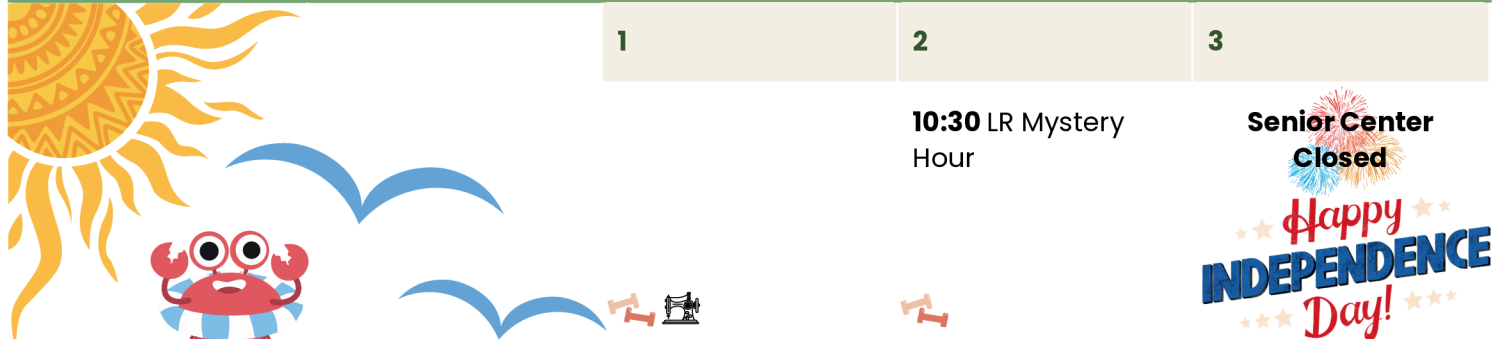 1
2
3
10:30 LR Mystery
Hour
Senior Center
Closed
Happy
INDEPENDENCE
Day!